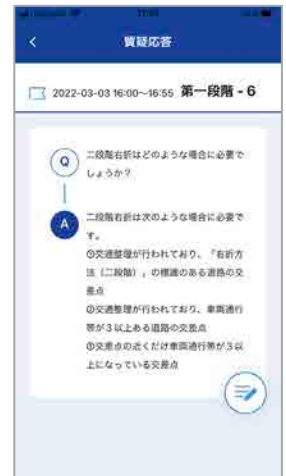 質疑応答
2022-03-03 16:00〜16:55 第一段階 - 6
Q 二段階右折はどのような場合に必要で
しょうか？
A 二段階右折は次のような場合に必要で
す。
①交通整理が行われており、「右折方
法（二段階）」の標識のある道路の交
差点
②交通整理が行われており、車両通行
帯が3以上ある道路の交差点
③交差点の近くだけ車両通行帯が3以
上になっている交差点